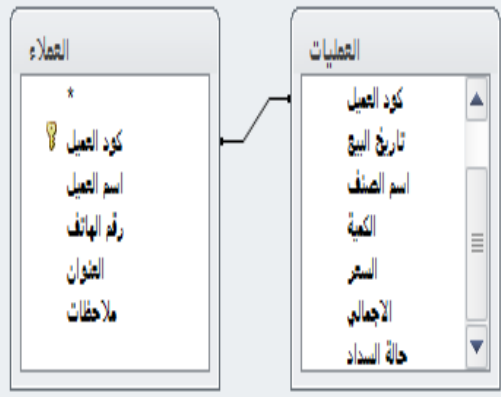 العمليات
كود العميل
تاريخ البيع
اسم الصنف
الكمية
السعر
الاجمالي
حالة السداد
العملاء
*
كود العميل
اسم العميل
رقم الهاتف
العنوان
ملاحظات